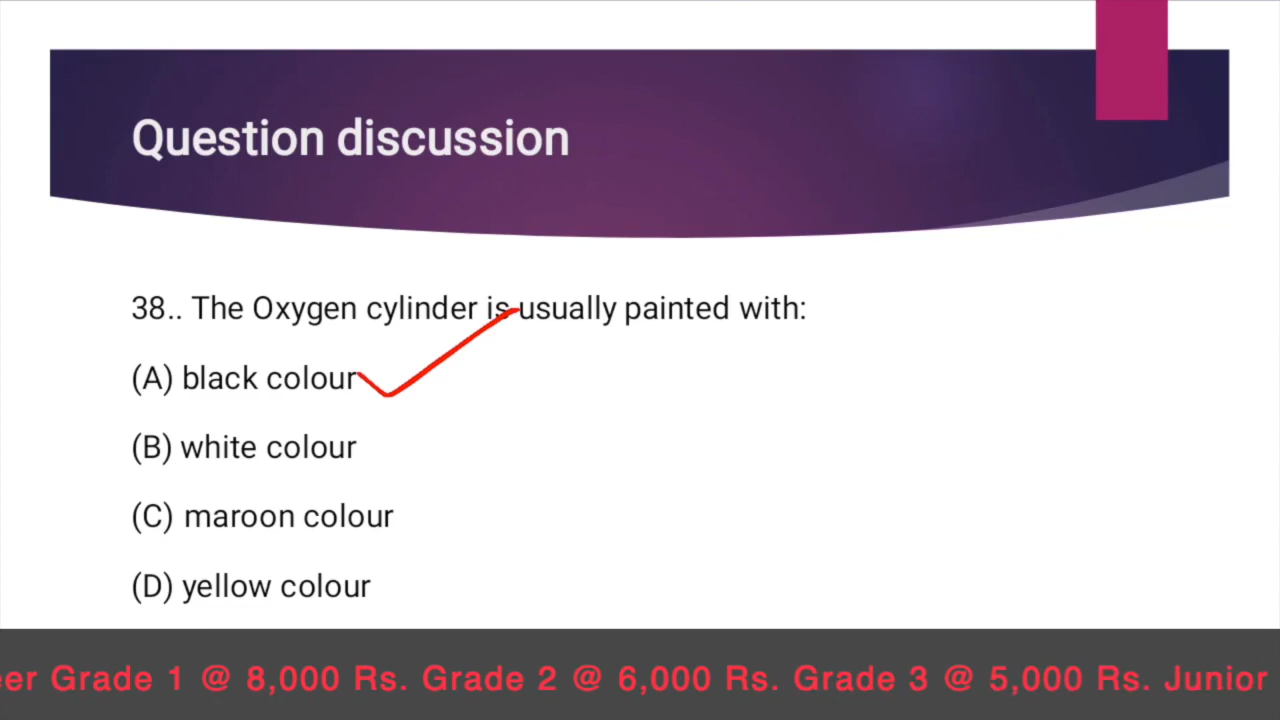 Question discussion
38.. The Oxygen cylinder is usually painted with:
(A) black colour
(B) white colour
(C) maroon colour
(D) yellow colour
Grade 1 @ 8,000 Rs. Grade 2 @ 6,000 Rs. Grade 3 @ 5,000 Rs. Junior